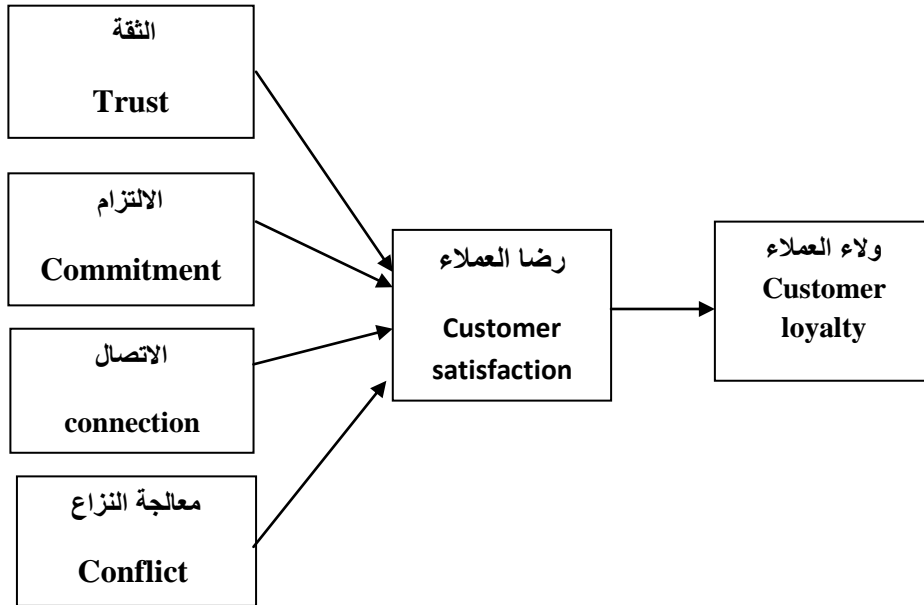 الثقة
Trust
الالتزام
Commitment
الاتصال
connection
معالجة النزاع
Conflict
رضا العملاء
Customer
satisfaction
ولاء العملاء
Customer
loyalty